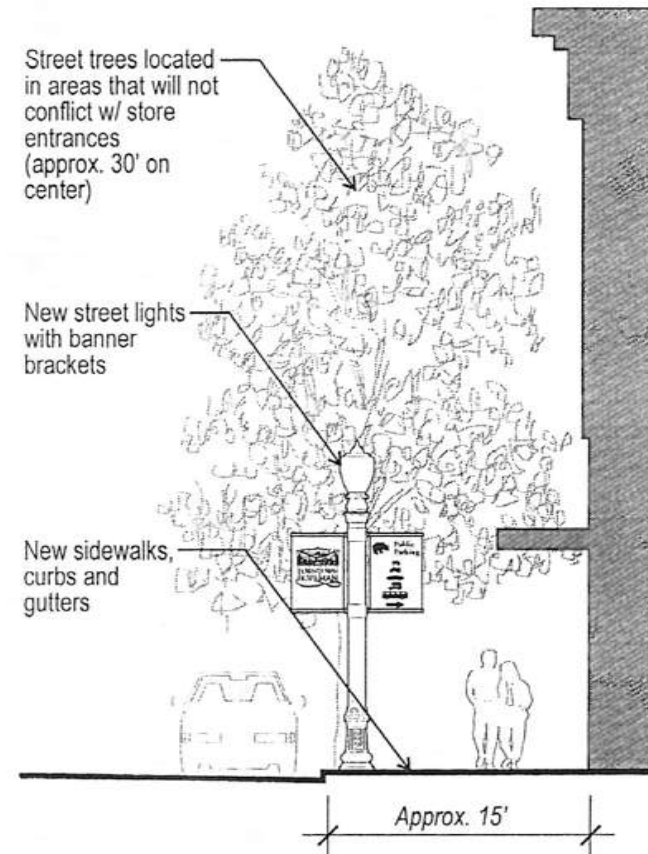 Street trees located
in areas that will not
conflict w/ store
entrances
(approx. 30' on
center)
New street lights
with banner
brackets
Public
Parking
New sidewalks,
curbs and
gutters
Approx. 15'